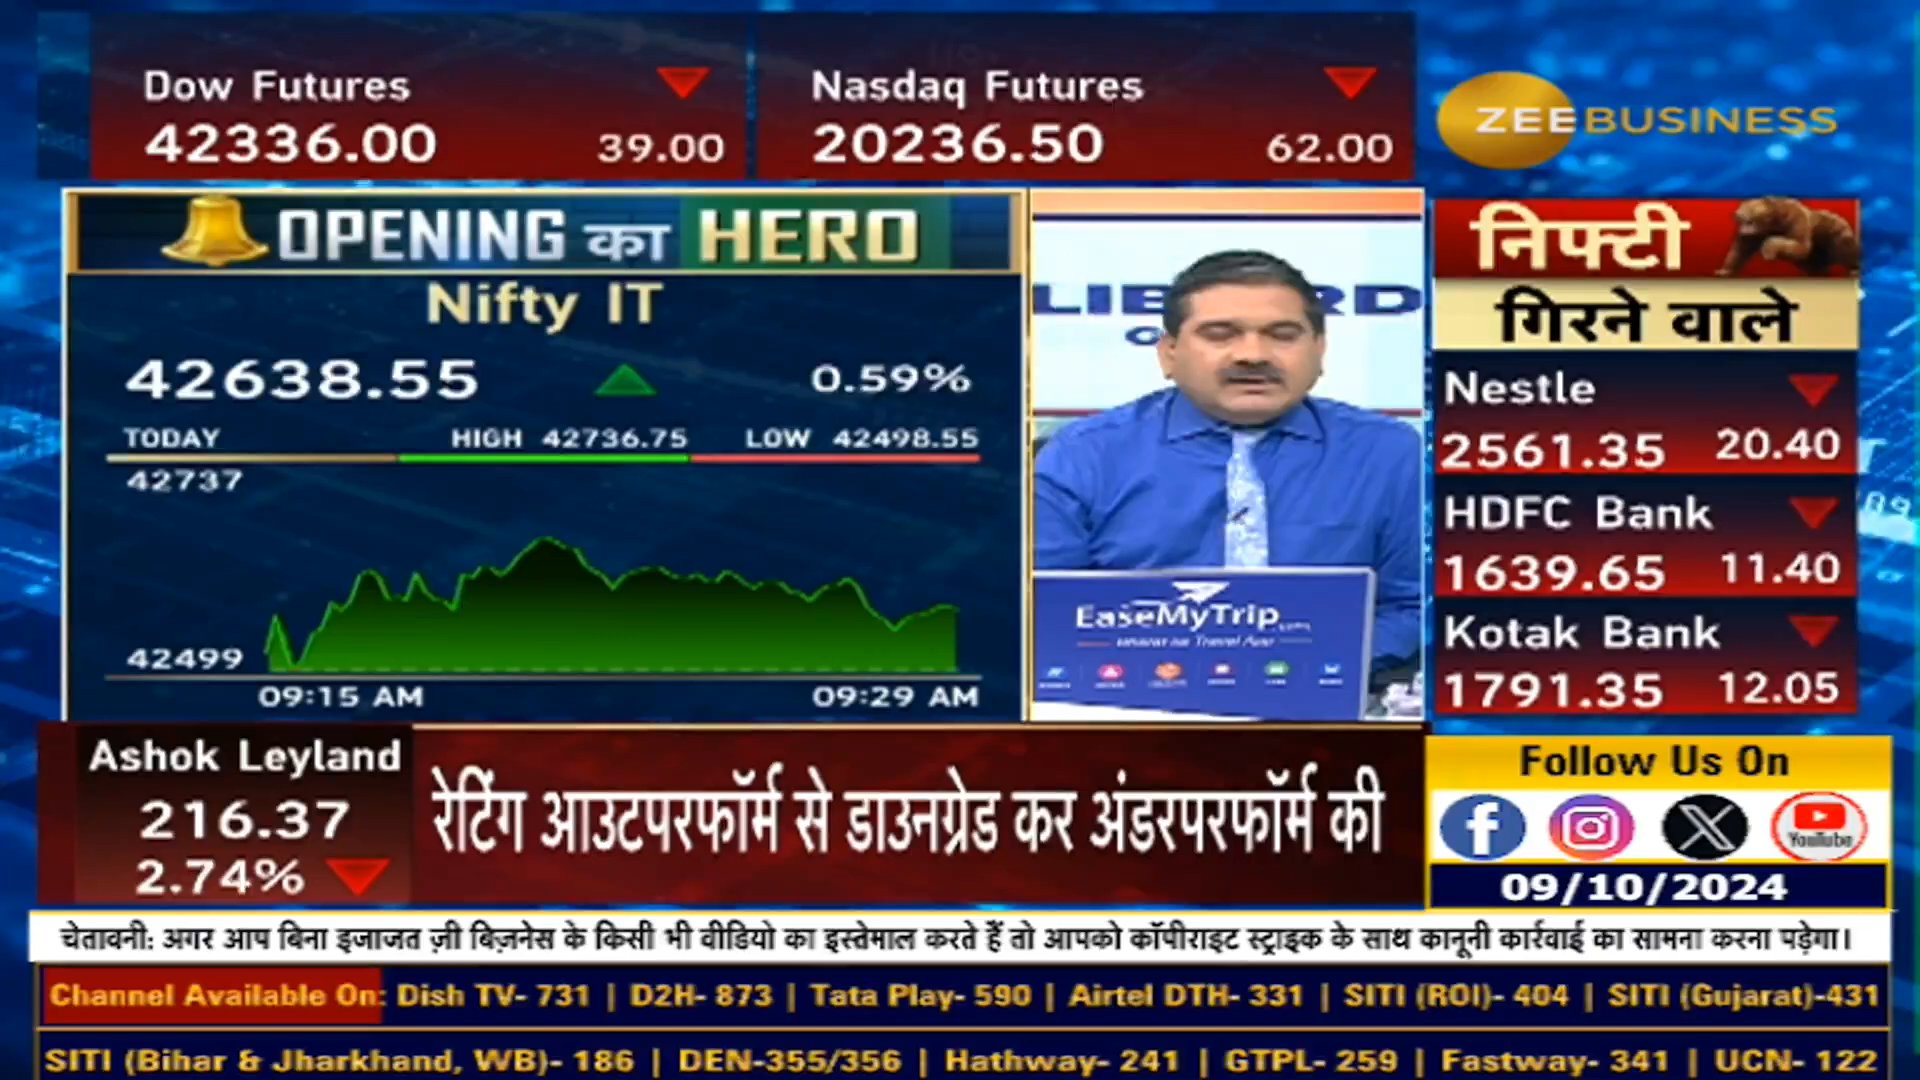 Dow Futures
42336.00 39.00
Nasdaq Futures
20236.50 62.00
ZEEBUSINESS
OPENING का HERO
Nifty IT
42638.55 0.59%
TODAY HIGH 42736.75 LOW 42498.55
42737
42499
09:15 AM 09:29 AM
EaseMyTrip.com
निफ्टी
गिरने वाले
Nestle
2561.35 20.40
HDFC Bank
1639.65 11.40
Kotak Bank
1791.35 12.05
Ashok Leyland
216.37
2.74%
रेटिंग आउटपरफॉर्म से डाउनग्रेड कर अंडरपरफॉर्म की
Follow Us On
YouTube
09/10/2024
चेतावनी: अगर आप बिना इजाजत ज़ी बिज़नेस के किसी भी वीडियो का इस्तेमाल करते हैं तो आपको कॉपीराइट स्ट्राइक के साथ कानूनी कार्रवाई का सामना करना पड़ेगा।
Channel Available On: Dish TV- 731 | D2H- 873 | Tata Play- 590 | Airtel DTH- 331 | SITI (ROI)- 404 | SITI (Gujarat)-431
SITI (Bihar & Jharkhand, WB)- 186 | DEN-355/356 | Hathway- 241 | GTPL- 259 | Fastway- 341 | UCN- 122